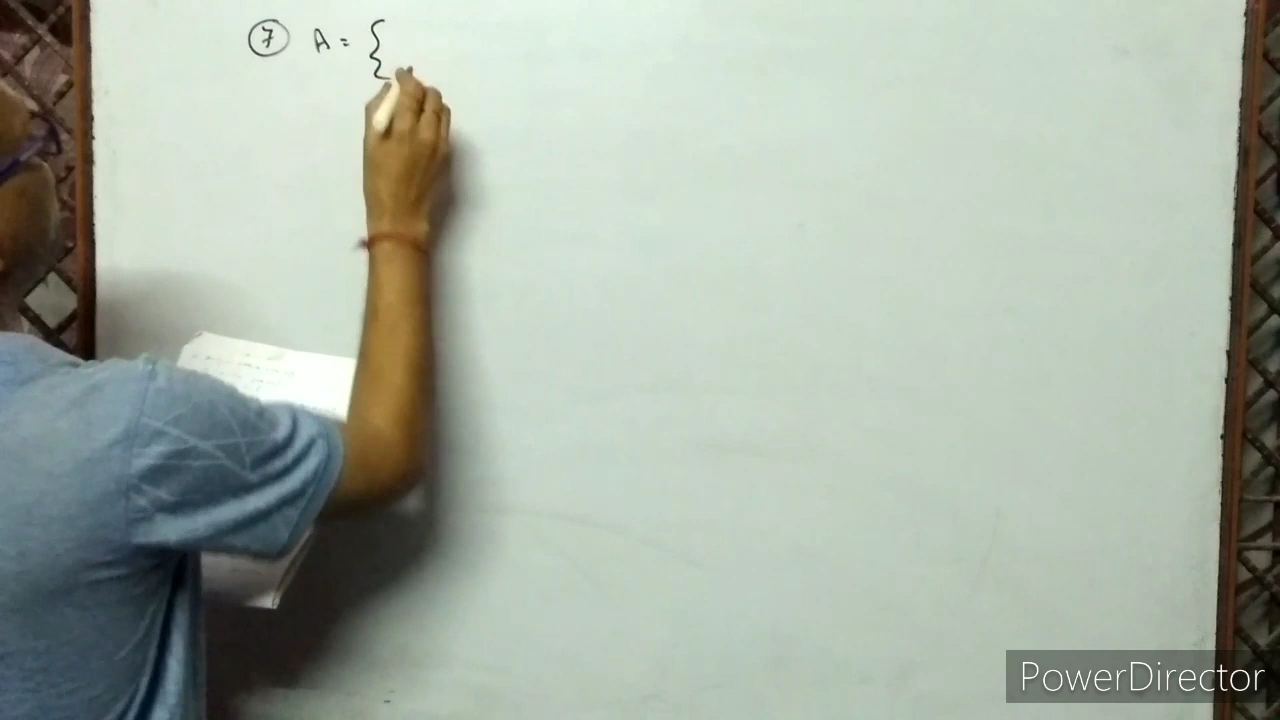 ⑦ A = {
PowerDirector